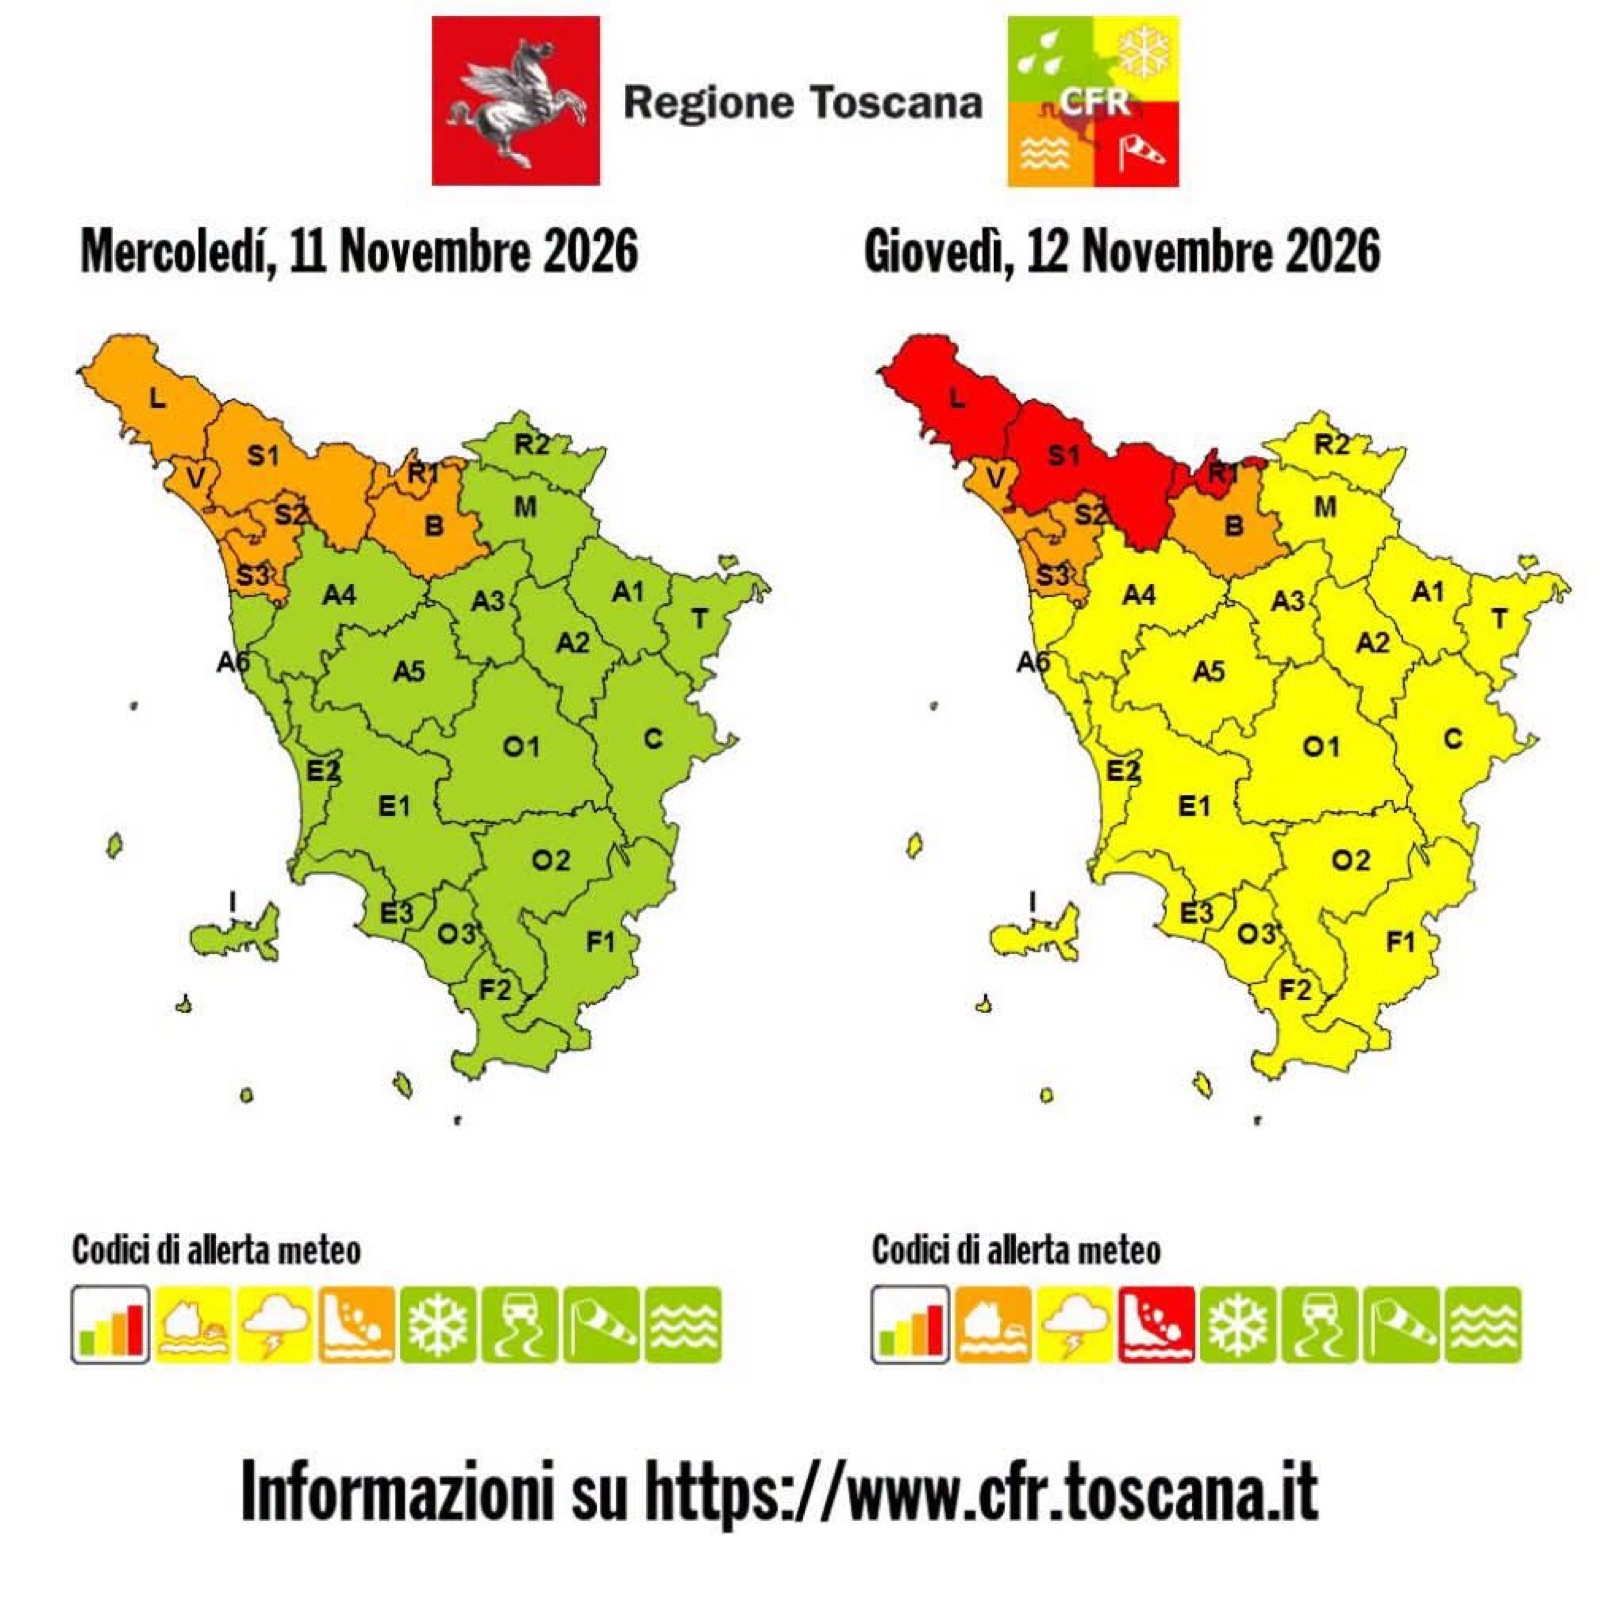 Regione Toscana
CFR
Mercoledí, 11 Novembre 2026
Giovedì, 12 Novembre 2026
L
S1
V
S2
S3
R1
B
R2
M
A4
A3
A1
T
A2
A6
A5
O1
C
E2
E1
O2
I
E3
O3
F1
F2
L
S1
V
S2
S3
R1
B
R2
M
A4
A3
A1
T
A2
A6
A5
O1
C
E2
E1
O2
I
E3
O3
F1
F2
Codici di allerta meteo
Codici di allerta meteo
Informazioni su https://www.cfr.toscana.it